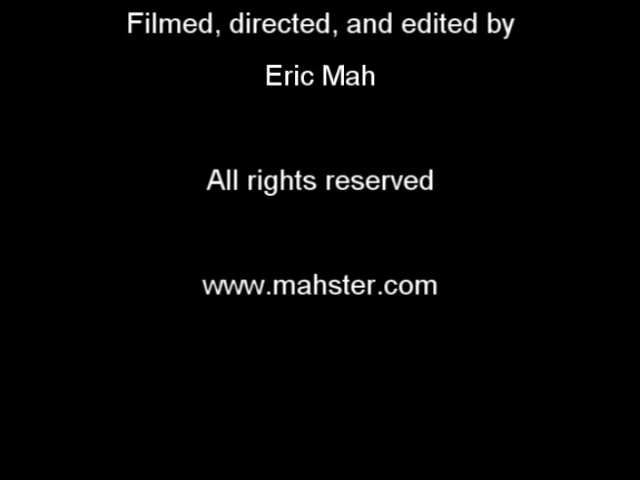 Filmed, directed, and edited by
Eric Mah
All rights reserved
www.mahster.com